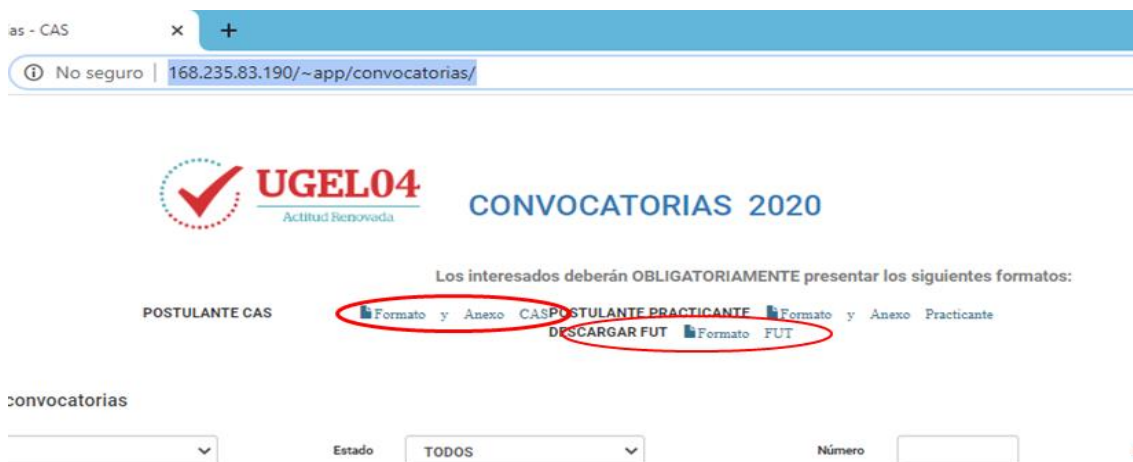 as - CAS
No seguro | 168.235.83.190/~app/convocatorias/
UGEL04
Actitud Renovada
CONVOCATORIAS 2020
Los interesados deberán OBLIGATORIAMENTE presentar los siguientes formatos:
POSTULANTE CAS Formato y Anexo CAS POSTULANTE PRACTICANTE Formato y Anexo Practicante
DESCARGAR FUT Formato FUT
convocatorias
Estado TODOS Número